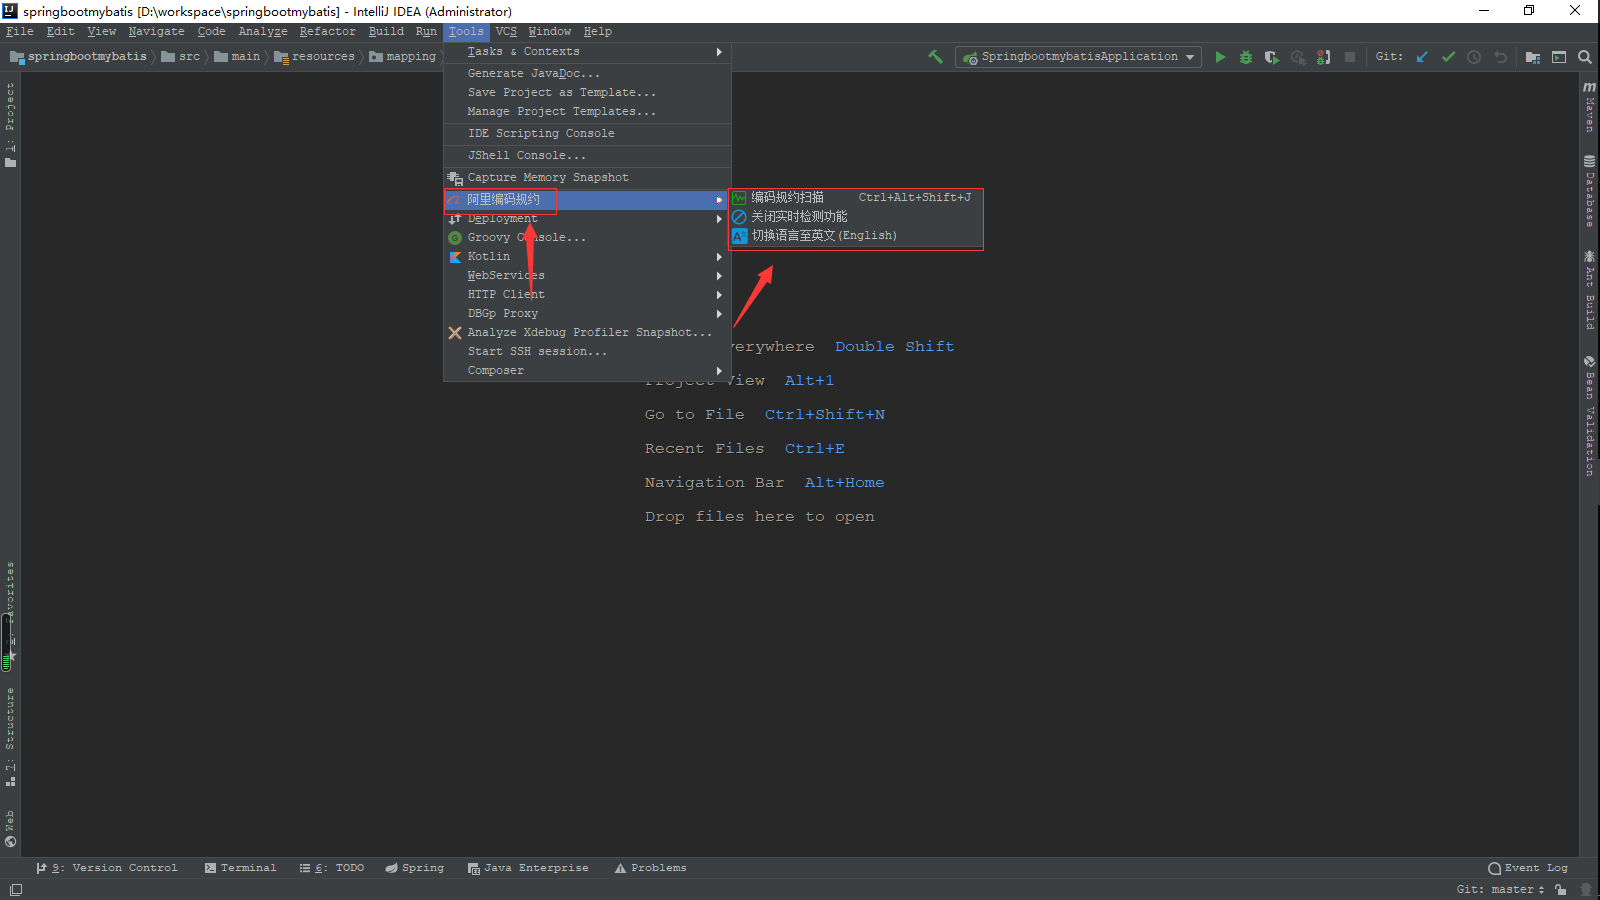 springbootmybatis [D:\workspace\springbootmybatis] - IntelliJ IDEA (Administrator)
File Edit View Navigate Code Analyze Refactor Build Run Tools VCS Window Help
springbootmybatis src main resources mapping
SpringbootmybatisApplication
Git:
Tasks & Contexts
Generate JavaDoc...
Save Project as Template...
Manage Project Templates...
IDE Scripting Console
JShell Console...
Capture Memory Snapshot
阿里编码规约
Deployment
Groovy Console...
Kotlin
WebServices
HTTP Client
DBGp Proxy
Analyze Xdebug Profiler Snapshot...
Start SSH session...
Composer
编码规约扫描 Ctrl+Alt+Shift+J
关闭实时检测功能
切换语言至英文(English)
verywhere Double Shift
Project View Alt+1
Go to File Ctrl+Shift+N
Recent Files Ctrl+E
Navigation Bar Alt+Home
Drop files here to open
1: Project
Favorites
7: Structure
Web
Maven
Database
Ant Build
Bean Validation
9: Version Control Terminal 6: TODO Spring Java Enterprise Problems Event Log
Git: master